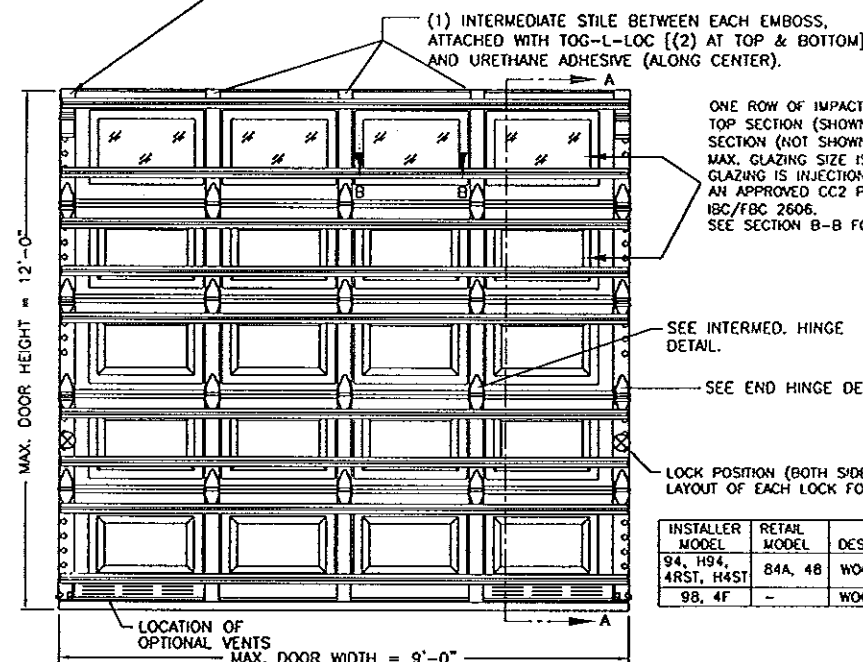 (1) INTERMEDIATE STILE BETWEEN EACH EMBOSS,
ATTACHED WITH TOG-L-LOC [(2) AT TOP & BOTTOM]
AND URETHANE ADHESIVE (ALONG CENTER).
A
ONE ROW OF IMPACT
TOP SECTION (SHOWN
SECTION (NOT SHOWN
MAX. GLAZING SIZE IS
GLAZING IS INJECTION
AN APPROVED CC2 P
IBC/FBC 2606.
SEE SECTION B-B FO
B
B
MAX. DOOR HEIGHT = 12'-0"
SEE INTERMED. HINGE
DETAIL.
SEE END HINGE DE
LOCK POSITION (BOTH SIDE
LAYOUT OF EACH LOCK FO
INSTALLER MODEL
RETAIL MODEL
DES
94, H94, 4RST, H4ST
84A, 48
WO
98, 4F
-
WO
A
LOCATION OF
OPTIONAL VENTS
MAX. DOOR WIDTH = 9'-0"